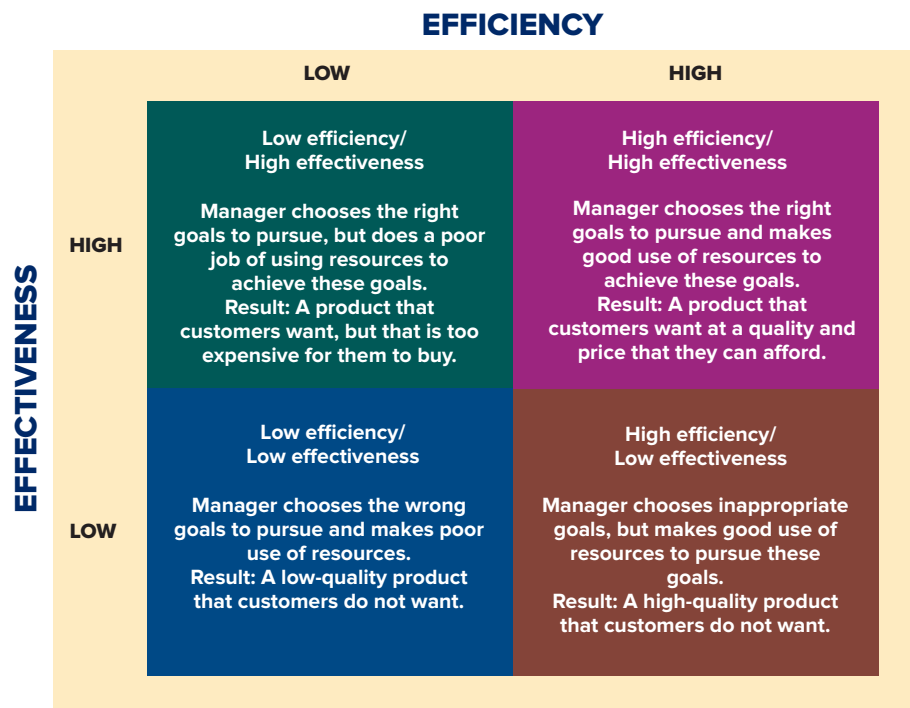 EFFICIENCY
LOW
HIGH
EFFECTIVENESS
HIGH
Low efficiency/
High effectiveness
Manager chooses the right
goals to pursue, but does a poor
job of using resources to
achieve these goals.
Result: A product that
customers want, but that is too
expensive for them to buy.
High efficiency/
High effectiveness
Manager chooses the right
goals to pursue and makes
good use of resources to
achieve these goals.
Result: A product that
customers want at a quality and
price that they can afford.
LOW
Low efficiency/
Low effectiveness
Manager chooses the wrong
goals to pursue and makes poor
use of resources.
Result: A low-quality product
that customers do not want.
High efficiency/
Low effectiveness
Manager chooses inappropriate
goals, but makes good use of
resources to pursue these
goals.
Result: A high-quality product
that customers do not want.